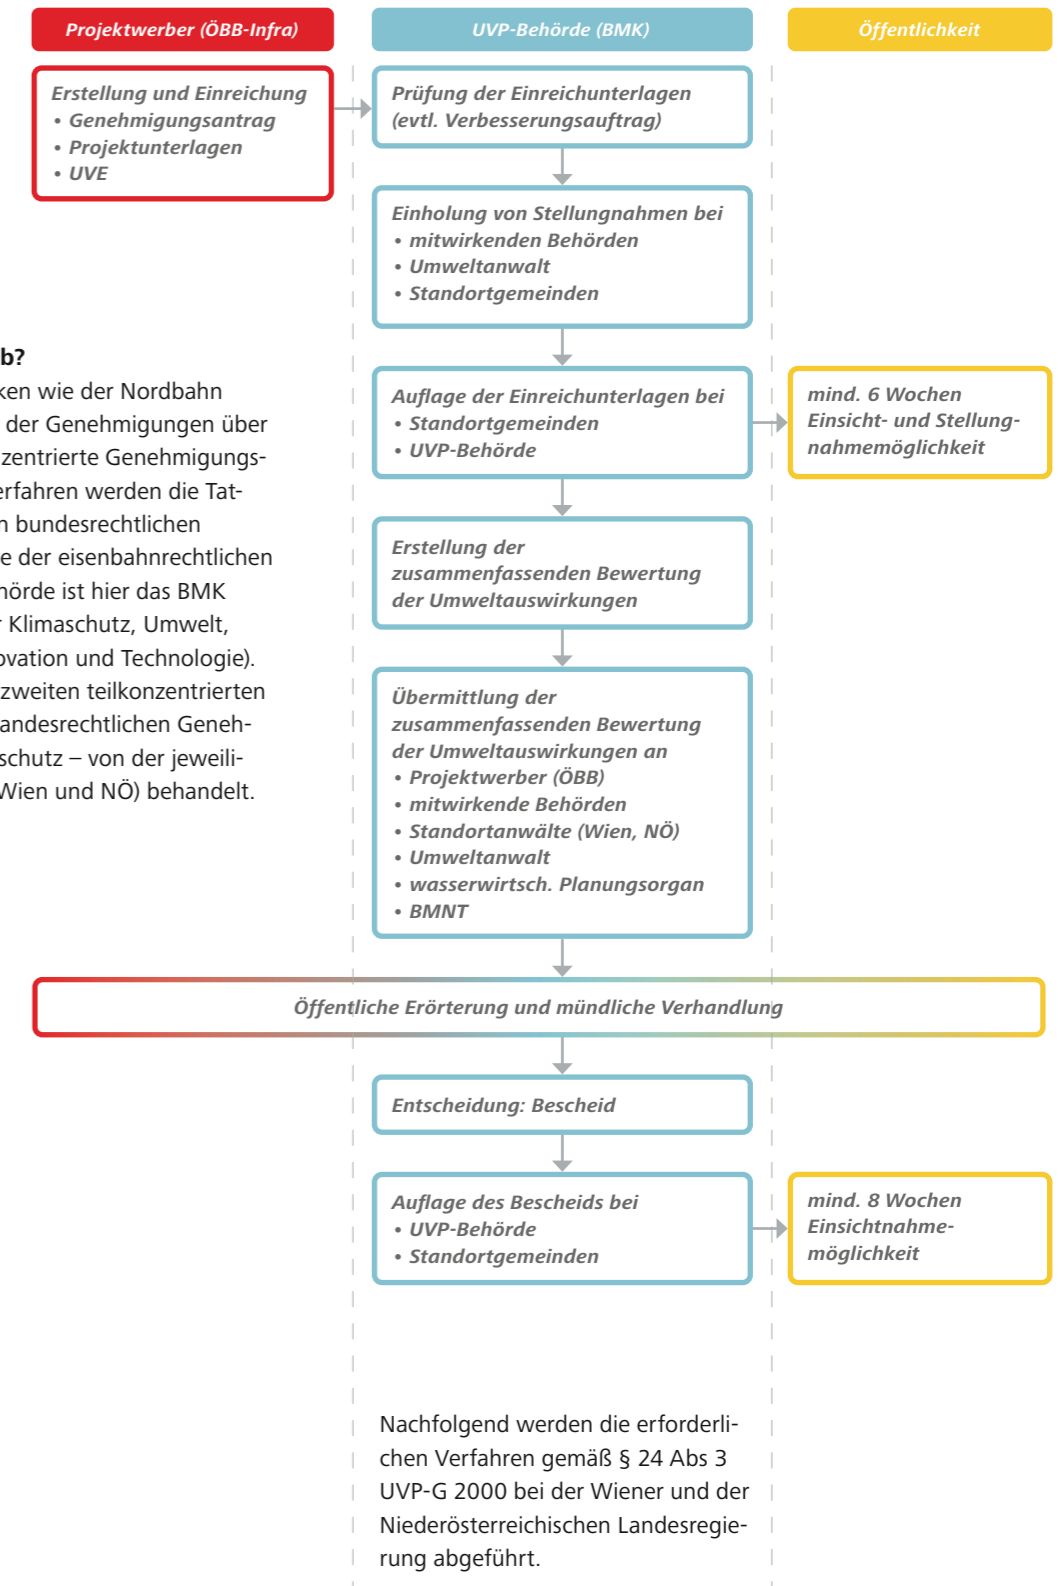 Projektwerber (ÖBB-Infra)
UVP-Behörde (BMK)
Öffentlichkeit
Erstellung und Einreichung
• Genehmigungsantrag
• Projektunterlagen
• UVE
Prüfung der Einreichunterlagen
(evtl. Verbesserungsauftrag)
Einholung von Stellungnahmen bei
• mitwirkenden Behörden
• Umweltanwalt
• Standortgemeinden
b?
ken wie der Nordbahn
der Genehmigungen über
zentrierte Genehmigungs-
erfahren werden die Tat-
n bundesrechtlichen
e der eisenbahnrechtlichen
hörde ist hier das BMK
r Klimaschutz, Umwelt,
ovation und Technologie).
zweiten teilkonzentrierten
andesrechtlichen Geneh-
schutz – von der jeweili-
Wien und NÖ) behandelt.
Auflage der Einreichunterlagen bei
• Standortgemeinden
• UVP-Behörde
mind. 6 Wochen
Einsicht- und Stellung-
nahmemöglichkeit
Erstellung der
zusammenfassenden Bewertung
der Umweltauswirkungen
Übermittlung der
zusammenfassenden Bewertung
der Umweltauswirkungen an
• Projektwerber (ÖBB)
• mitwirkende Behörden
• Standortanwälte (Wien, NÖ)
• Umweltanwalt
• wasserwirtsch. Planungsorgan
• BMNT
Öffentliche Erörterung und mündliche Verhandlung
Entscheidung: Bescheid
Auflage des Bescheids bei
• UVP-Behörde
• Standortgemeinden
mind. 8 Wochen
Einsichtnahme-
möglichkeit
Nachfolgend werden die erforderli-
chen Verfahren gemäß § 24 Abs 3
UVP-G 2000 bei der Wiener und der
Niederösterreichischen Landesregie-
rung abgeführt.